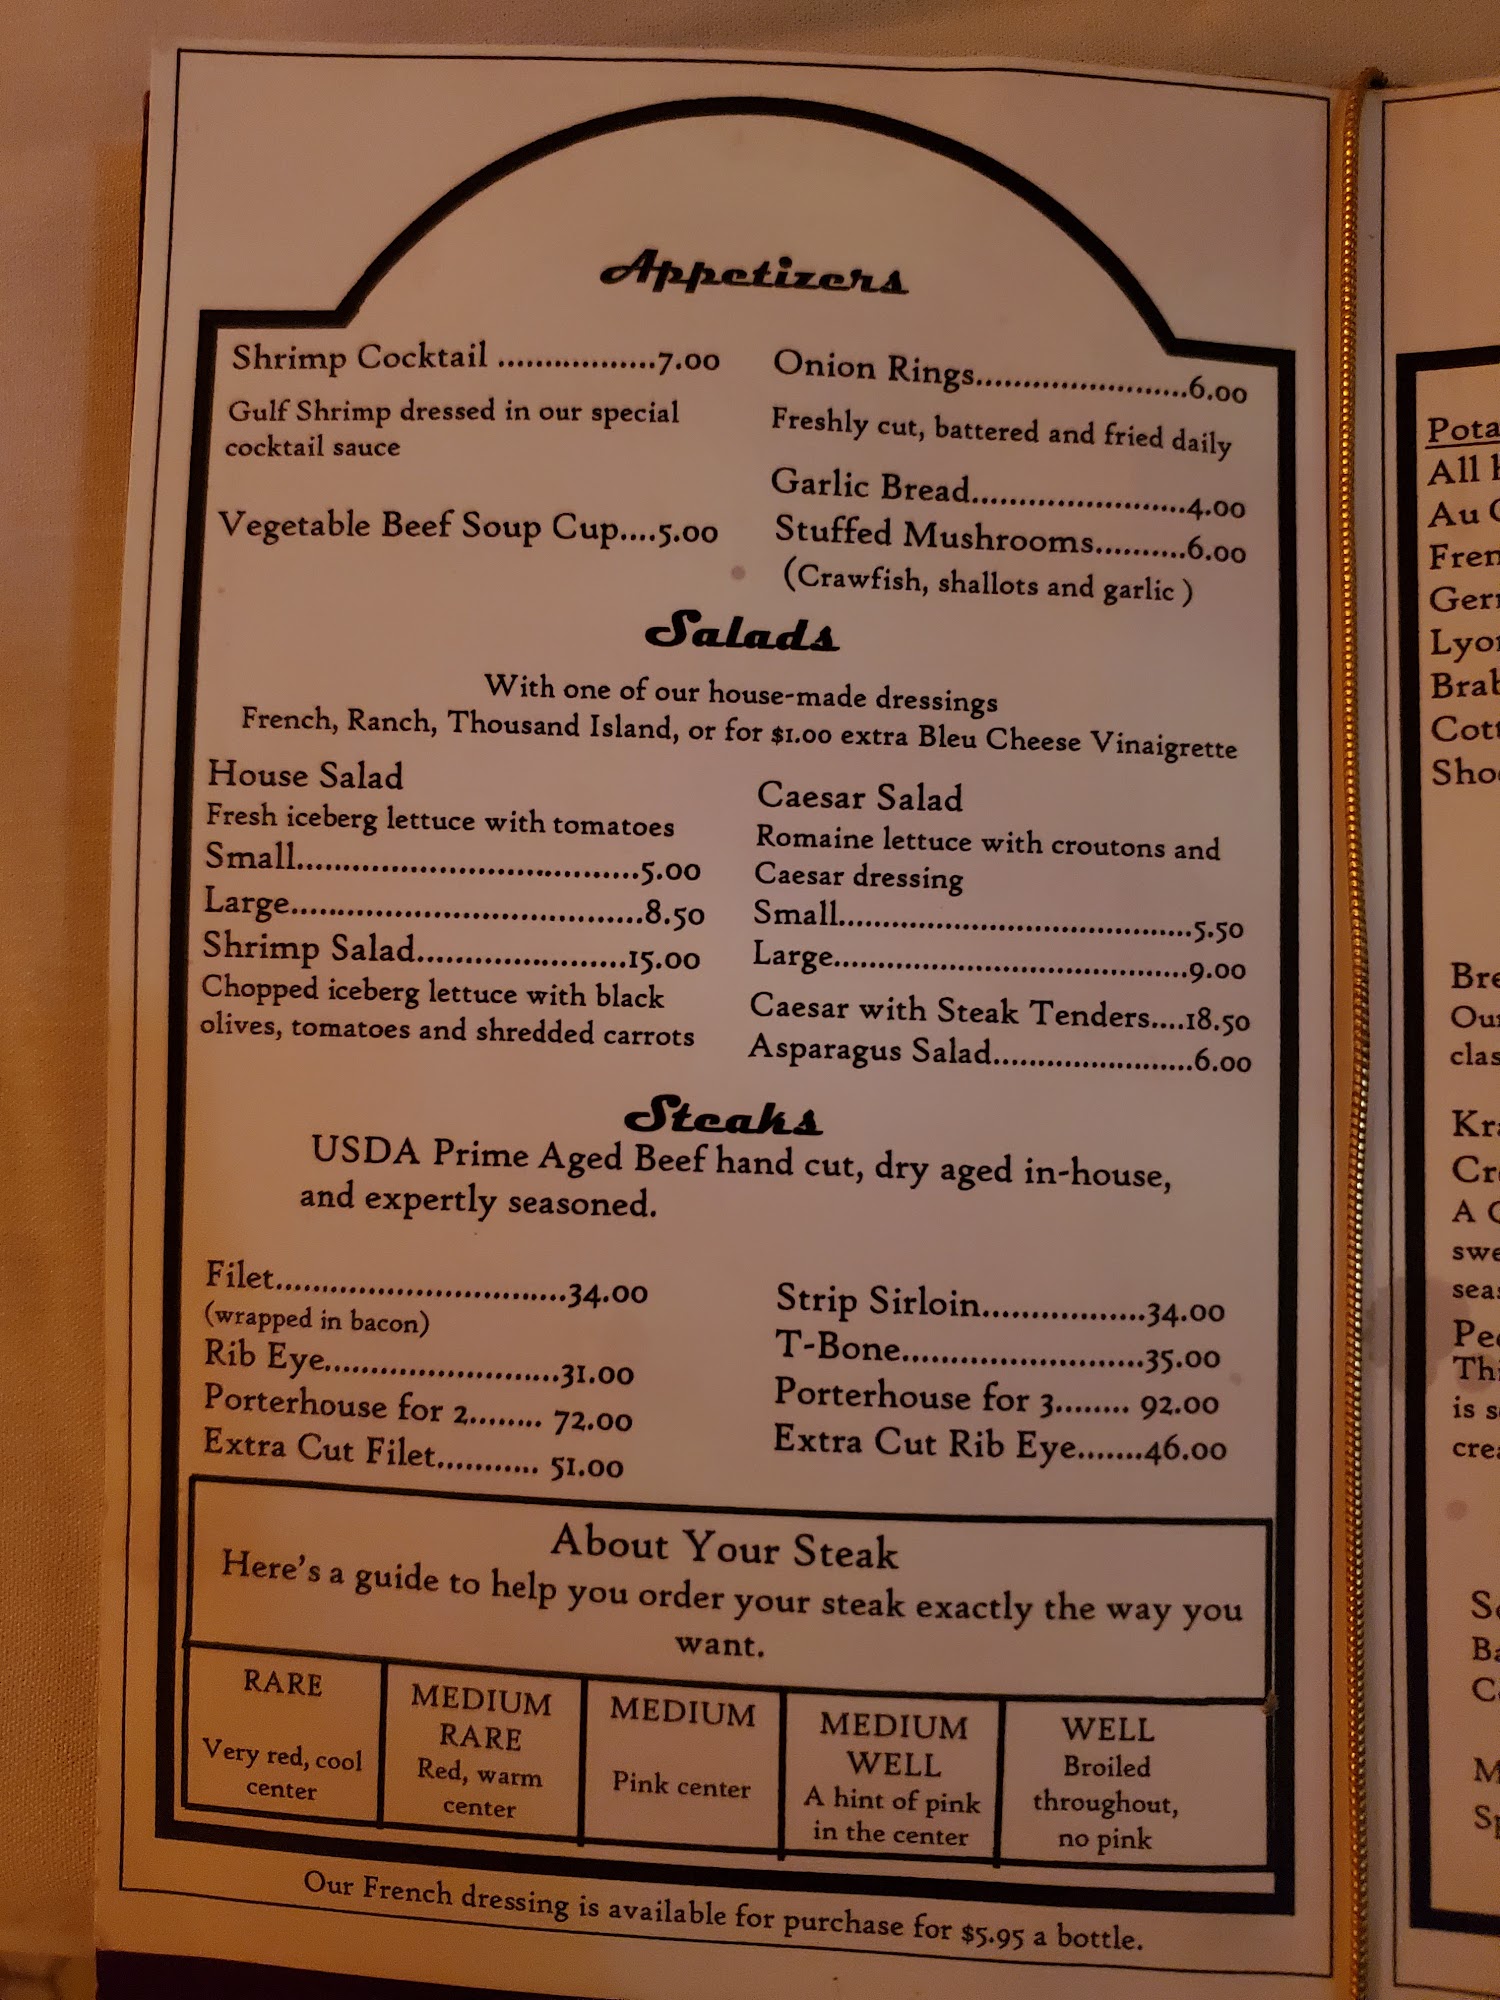 Appetizers
Shrimp Cocktail .................7.00
Gulf Shrimp dressed in our special
cocktail sauce
Vegetable Beef Soup Cup....5.00
Onion Rings.......................6.00
Freshly cut, battered and fried daily
Garlic Bread.......................4.00
Stuffed Mushrooms..........6.00
(Crawfish, shallots and garlic )
Salads
With one of our house-made dressings
French, Ranch, Thousand Island, or for $1.00 extra Bleu Cheese Vinaigrette
House Salad
Fresh iceberg lettuce with tomatoes
Small.....................................5.00
Large......................................8.50
Shrimp Salad.......................15.00
Chopped iceberg lettuce with black
olives, tomatoes and shredded carrots
Caesar Salad
Romaine lettuce with croutons and
Caesar dressing
Small......................................5.50
Large......................................9.00
Caesar with Steak Tenders....18.50
Asparagus Salad......................6.00
Steaks
USDA Prime Aged Beef hand cut, dry aged in-house,
and expertly seasoned.
Filet................................34.00
(wrapped in bacon)
Rib Eye.........................31.00
Porterhouse for 2........ 72.00
Extra Cut Filet........... 51.00
Strip Sirloin.................34.00
T-Bone..........................35.00
Porterhouse for 3........ 92.00
Extra Cut Rib Eye.......46.00
About Your Steak
Here's a guide to help you order your steak exactly the way you
want.
RARE
Very red, cool
center
MEDIUM
RARE
Red, warm
center
MEDIUM
Pink center
MEDIUM
WELL
A hint of pink
in the center
WELL
Broiled
throughout,
no pink
Our French dressing is available for purchase for $5.95 a bottle.
All
Au